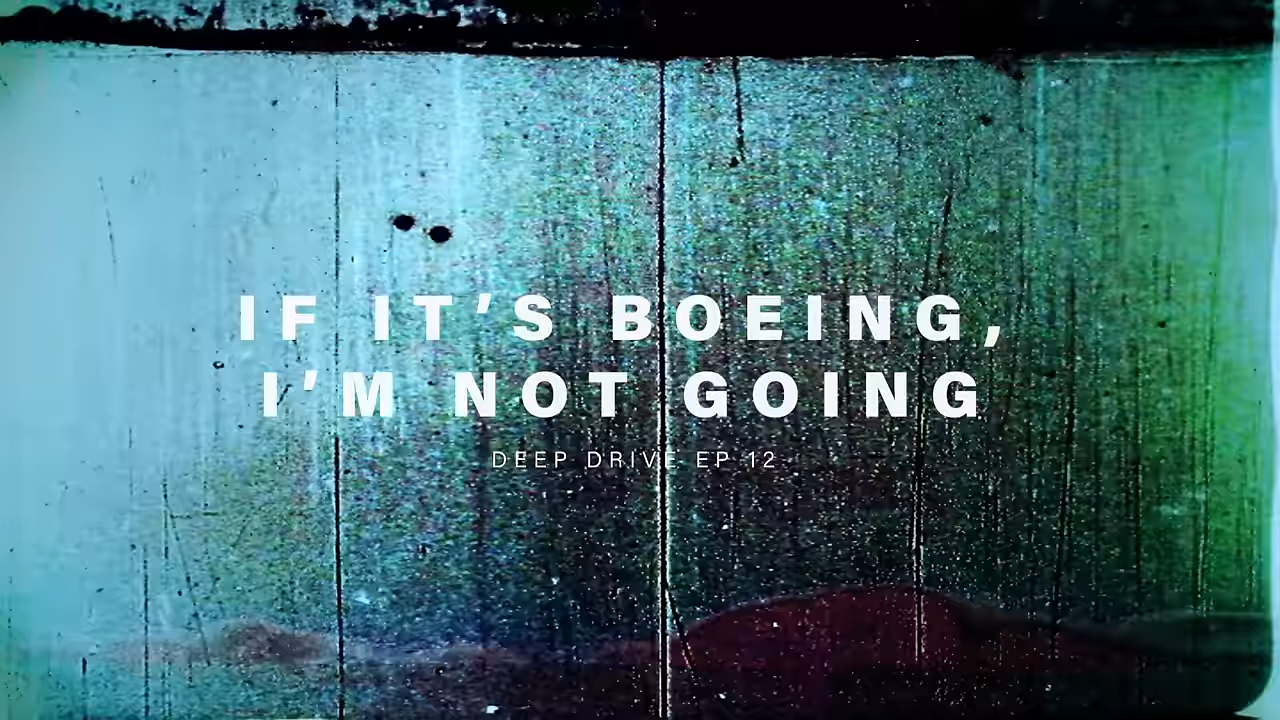 IF IT’S BOEING,
I’M NOT GOING
DEEP DRIVE EP 12